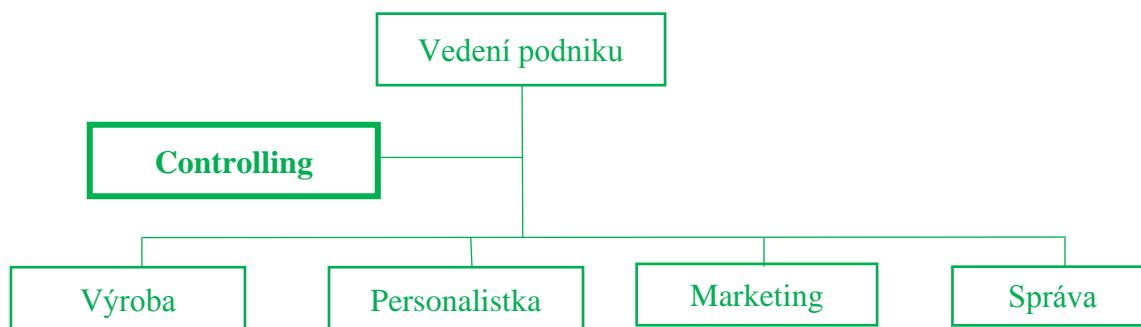 Vedení podniku
Controlling
Výroba
Personalistka
Marketing
Správa